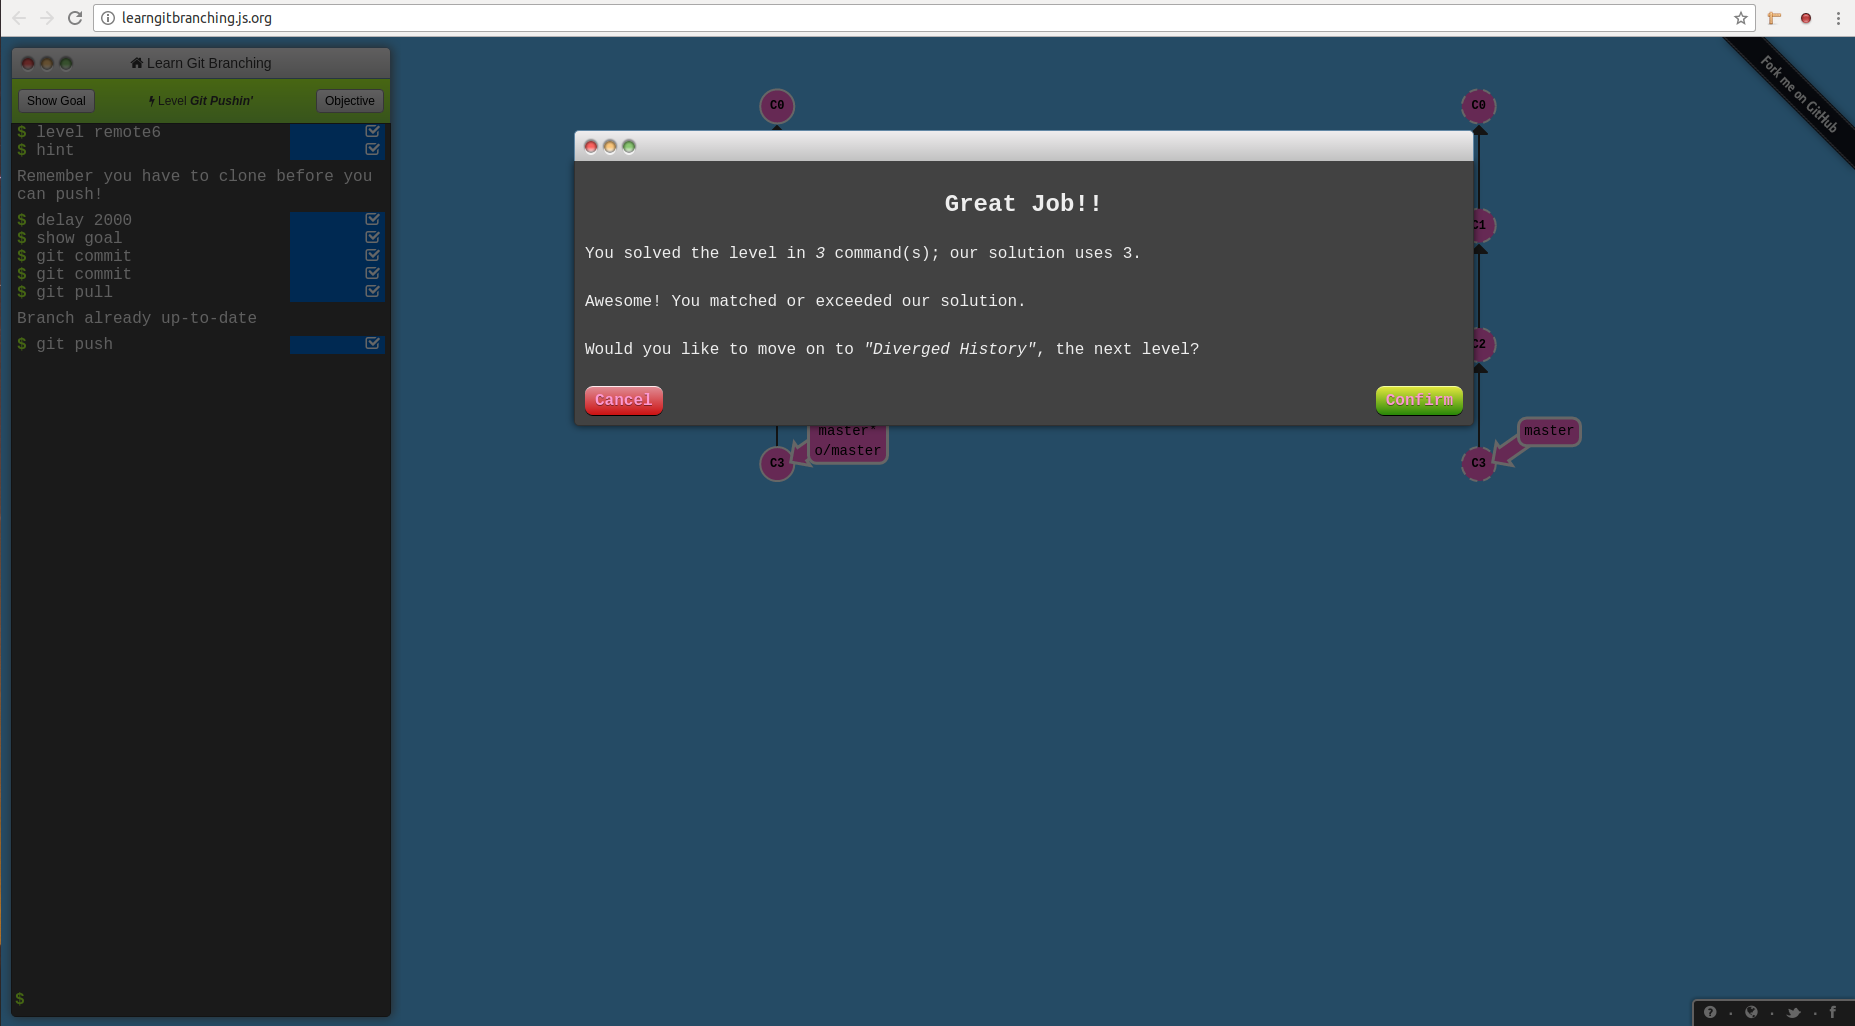 learngitbranching.js.org
Learn Git Branching
Show Goal
Level Git Pushin'
Objective
$ level remote6
$ hint
Remember you have to clone before you
can push!
$ delay 2000
$ show goal
$ git commit
$ git commit
$ git pull
Branch already up-to-date
$ git push
$
C0
Great Job!!
You solved the level in 3 command(s); our solution uses 3.
Awesome! You matched or exceeded our solution.
Would you like to move on to "Diverged History", the next level?
Cancel
Confirm
master*
o/master
C3
C0
C1
C2
master
C3
Fork me on GitHub